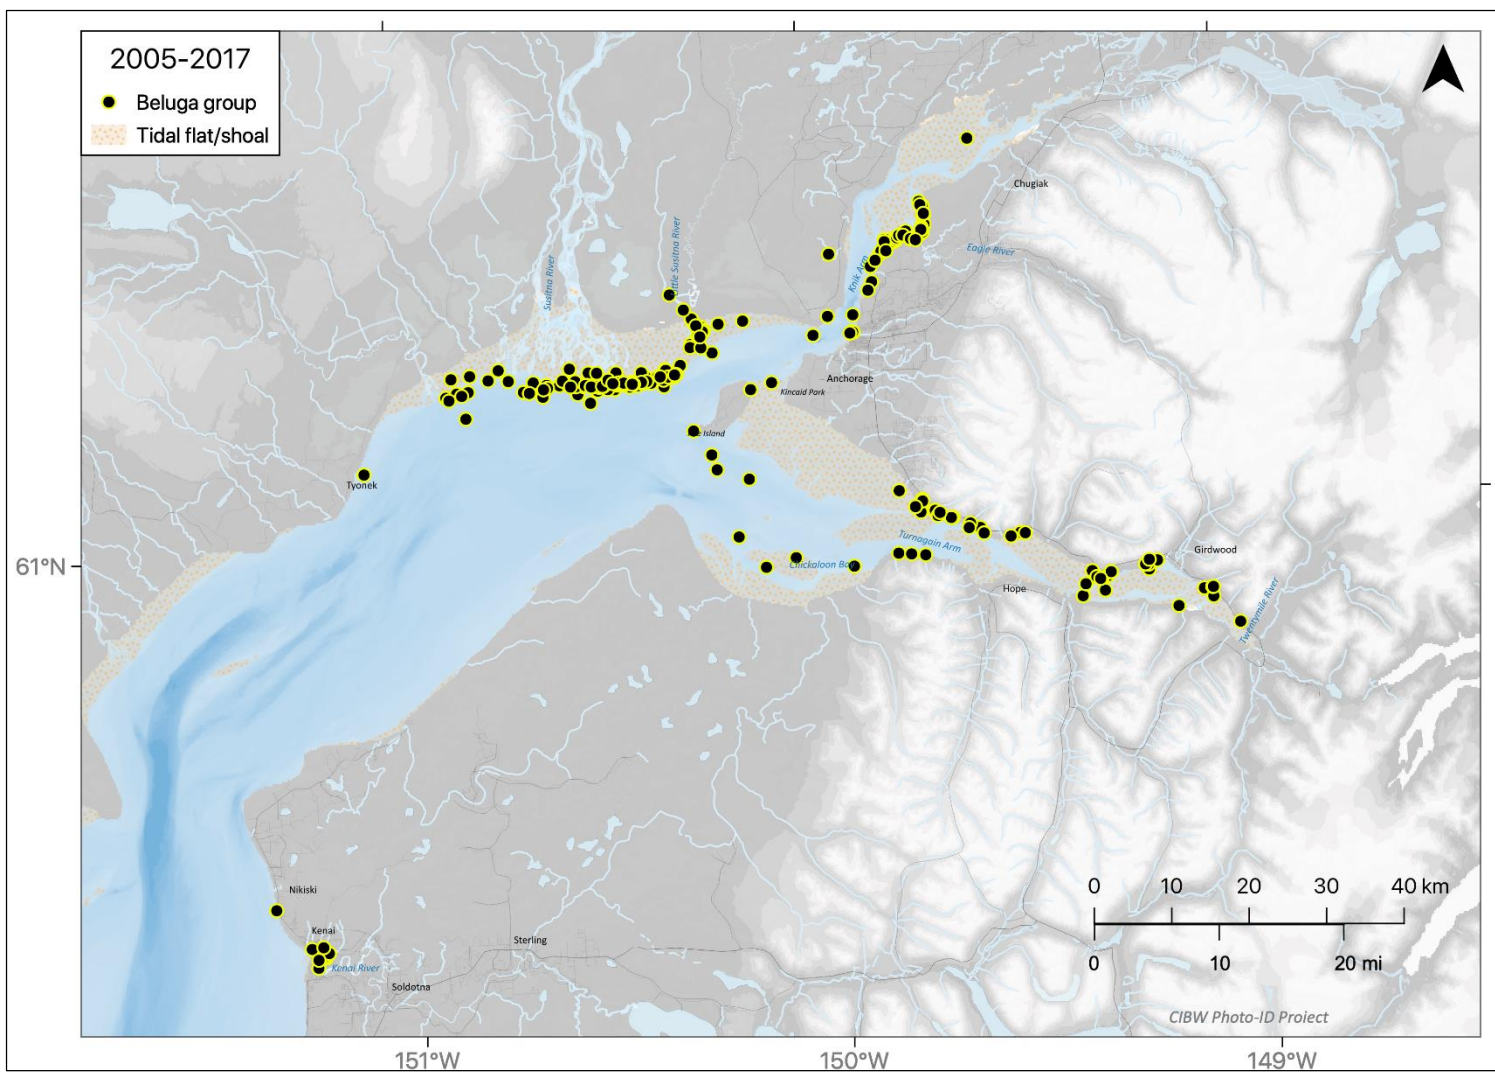 2005-2017
Beluga group
Tidal flat/shoal
Chugiak
Little Susitna River
Eagle River
Susitna River
Knik Arm
Anchorage
Kincaid Park
Island
Tyonek
Turnagain Arm
Girdwood
61°N
Chickaloon Bay
Hope
Twentymile River
Nikiski
0 10 20 30 40 km
Kenai
Sterling
0 10 20 mi
Kenai River
Soldotna
CIBW Photo-ID Project
151°W 150°W 149°W